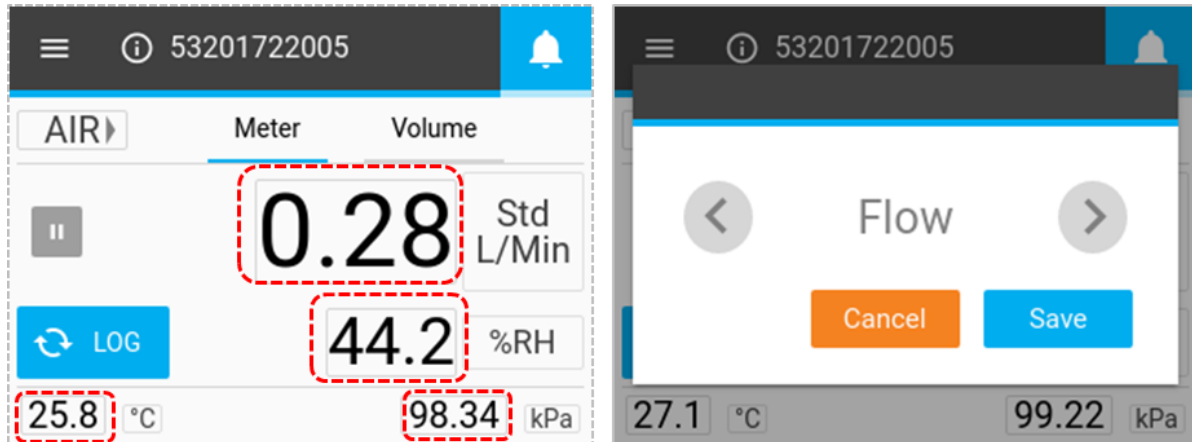 53201722005
AIR Meter Volume
0.28 Std L/Min
LOG 44.2 %RH
25.8 °C 98.34 kPa
53201722005
Flow
Cancel Save
27.1 °C 99.22 kPa